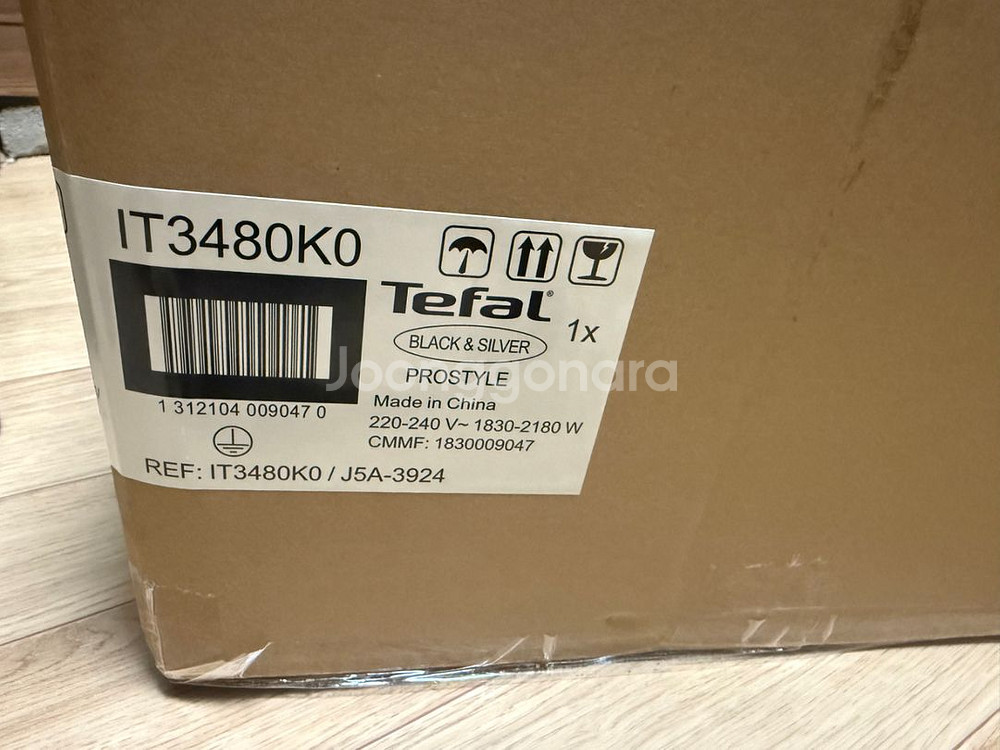 IT3480K0
Tefal®
1x
BLACK & SILVER
PROSTYLE
Made in China
220-240 V~ 1830-2180 W
CMMF: 1830009047
1 312104 009047 0
REF: IT3480K0 / J5A-3924
Joonggonara